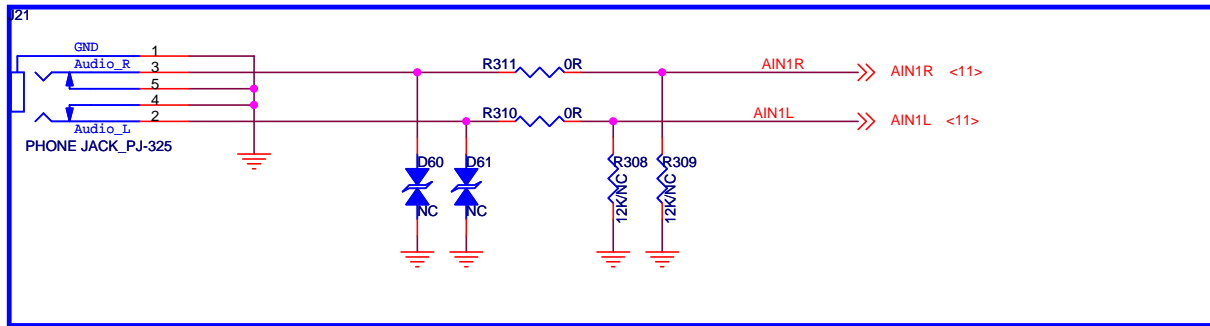 J21
GND 1
Audio_R 3
5
4
Audio_L 2
PHONE JACK_PJ-325
R311 0R AIN1R AIN1R <11>
R310 0R AIN1L AIN1L <11>
D60 D61 R308 R309
NC NC 12K/NC 12K/NC